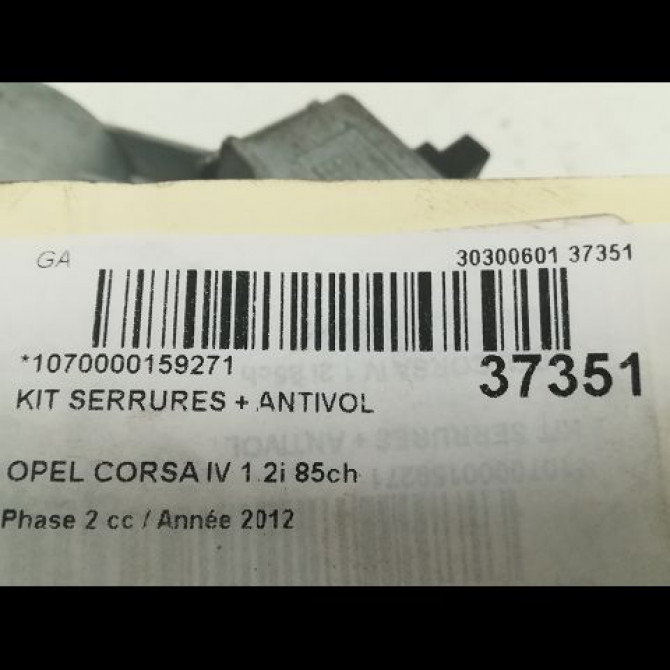 GA
30300601 37351
*1070000159271
37351
KIT SERRURES + ANTIVOL
OPEL CORSA IV 1.2i 85ch
Phase 2 cc / Année 2012